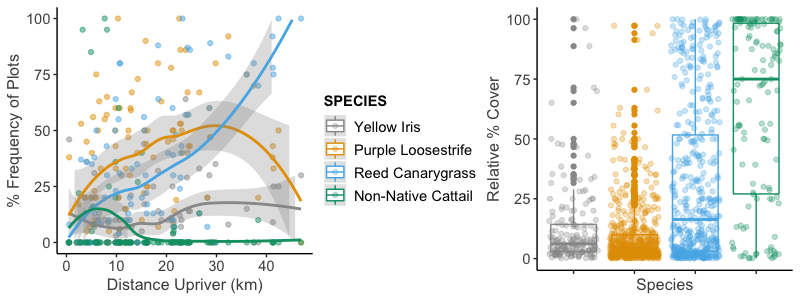 % Frequency of Plots
100
75
50
25
0
0
10
20
30
40
Distance Upriver (km)
SPECIES
Yellow Iris
Purple Loosestrife
Reed Canarygrass
Non-Native Cattail
Relative % Cover
100
75
50
25
0
Species